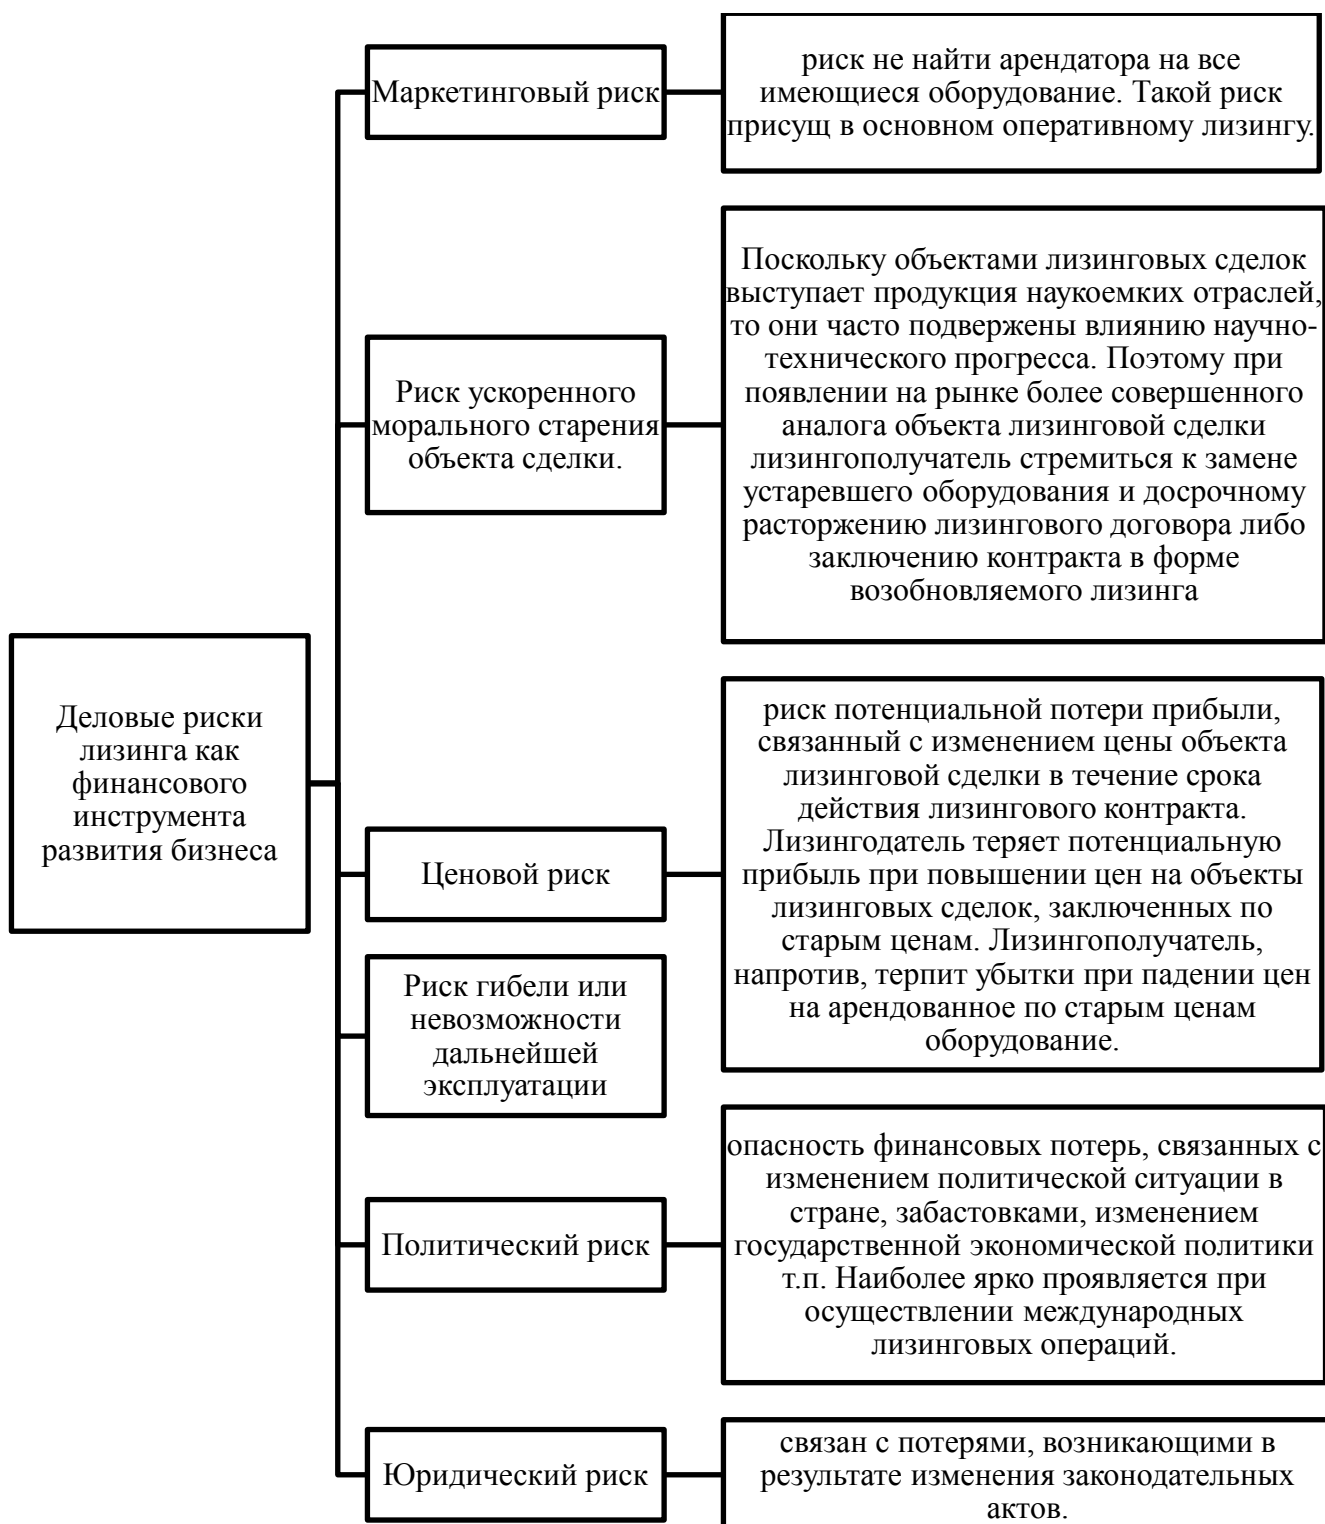 Деловые риски
лизинга как
финансового
инструмента
развития бизнеса
Маркетинговый риск
риск не найти арендатора на все
имеющиеся оборудование. Такой риск
присущ в основном оперативному лизингу.
Риск ускоренного
морального старения
объекта сделки.
Поскольку объектами лизинговых сделок
выступает продукция наукоемких отраслей,
то они часто подвержены влиянию научно-
технического прогресса. Поэтому при
появлении на рынке более совершенного
аналога объекта лизинговой сделки
лизингополучатель стремиться к замене
устаревшего оборудования и досрочному
расторжению лизингового договора либо
заключению контракта в форме
возобновляемого лизинга
Ценовой риск
риск потенциальной потери прибыли,
связанный с изменением цены объекта
лизинговой сделки в течение срока
действия лизингового контракта.
Лизингодатель теряет потенциальную
прибыль при повышении цен на объекты
лизинговых сделок, заключенных по
старым ценам. Лизингополучатель,
напротив, терпит убытки при падении цен
на арендованное по старым ценам
оборудование.
Риск гибели или
невозможности
дальнейшей
эксплуатации
Политический риск
опасность финансовых потерь, связанных с
изменением политической ситуации в
стране, забастовками, изменением
государственной экономической политики
т.п. Наиболее ярко проявляется при
осуществлении международных
лизинговых операций.
Юридический риск
связан с потерями, возникающими в
результате изменения законодательных
актов.